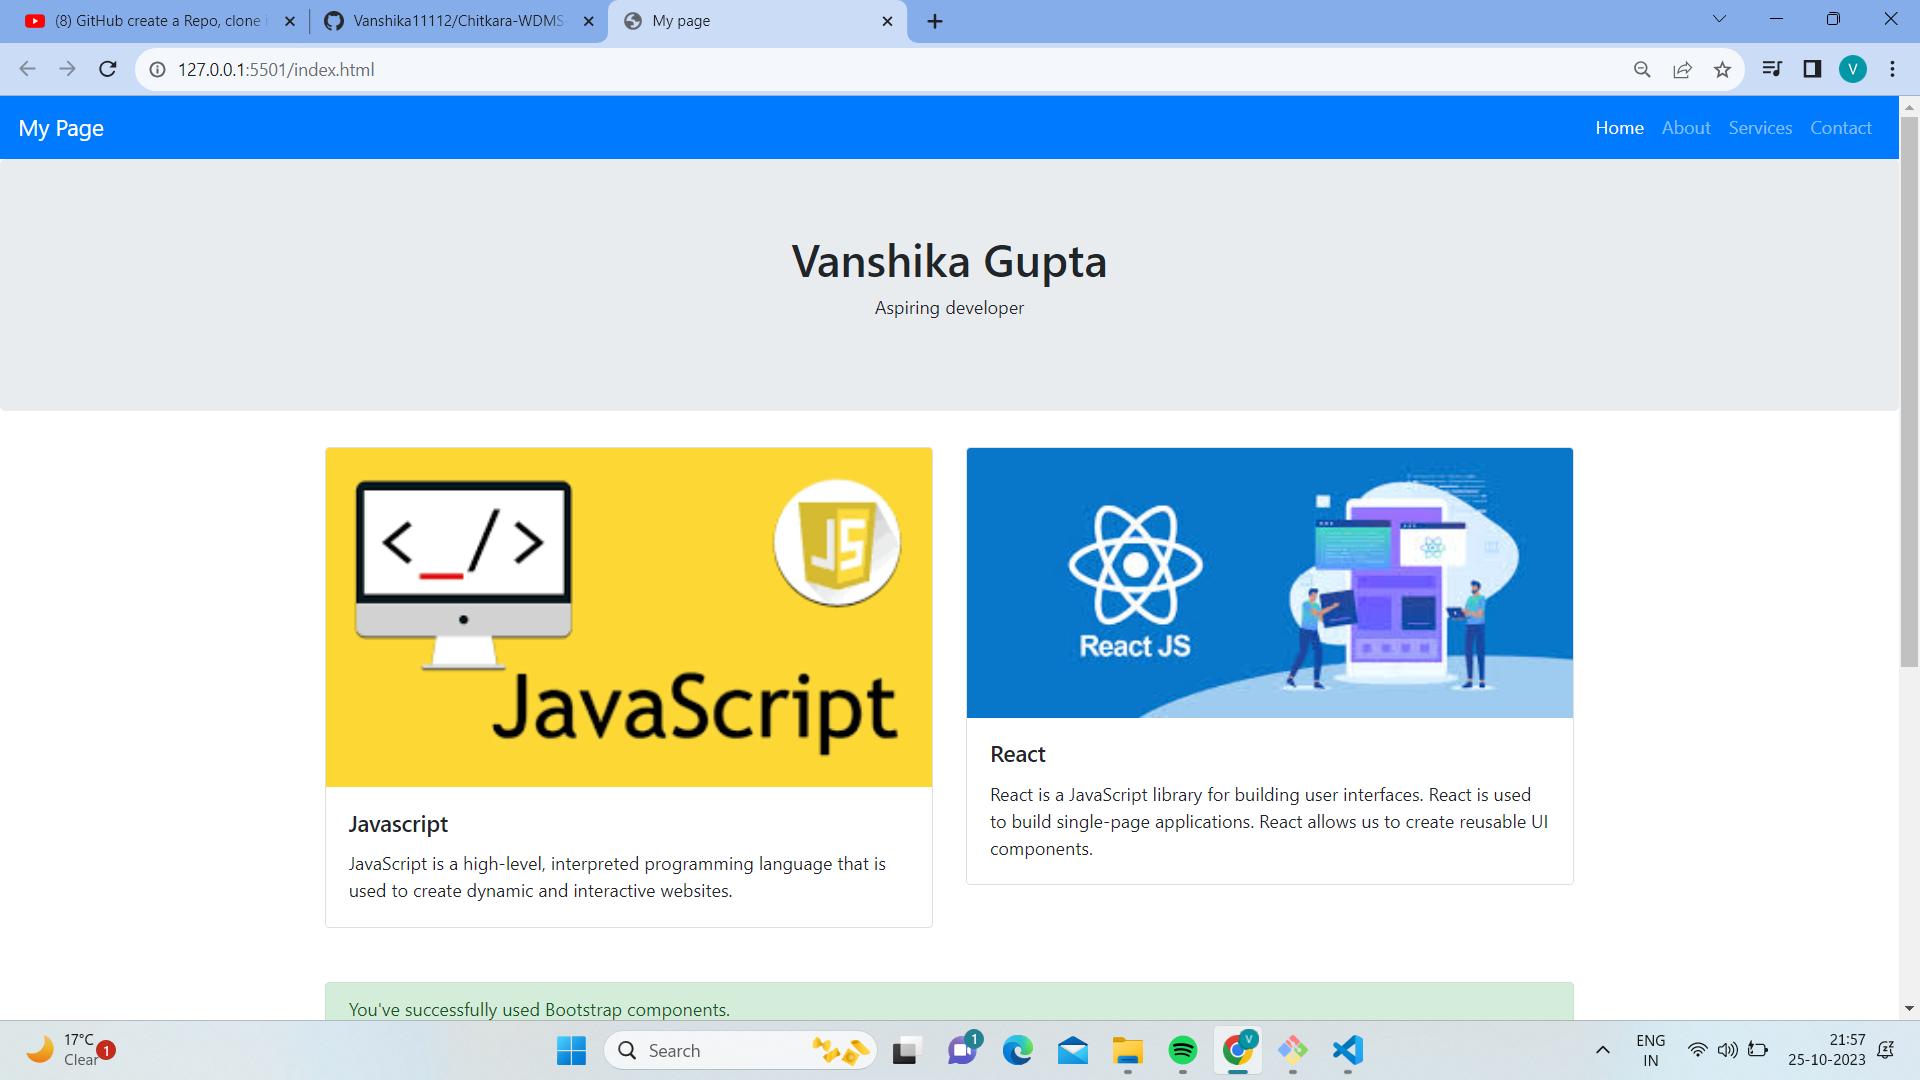 (8) GitHub create a Repo, clone i
Vanshika11112/Chitkara-WDMS-
My page
127.0.0.1:5501/index.html
V
My Page
Home About Services Contact
Vanshika Gupta
Aspiring developer
JS
JavaScript
React JS
Javascript
JavaScript is a high-level, interpreted programming language that is
used to create dynamic and interactive websites.
React
React is a JavaScript library for building user interfaces. React is used
to build single-page applications. React allows us to create reusable UI
components.
You've successfully used Bootstrap components.
17°C
Clear
1
Search
1
V
ENG
IN
21:57
25-10-2023